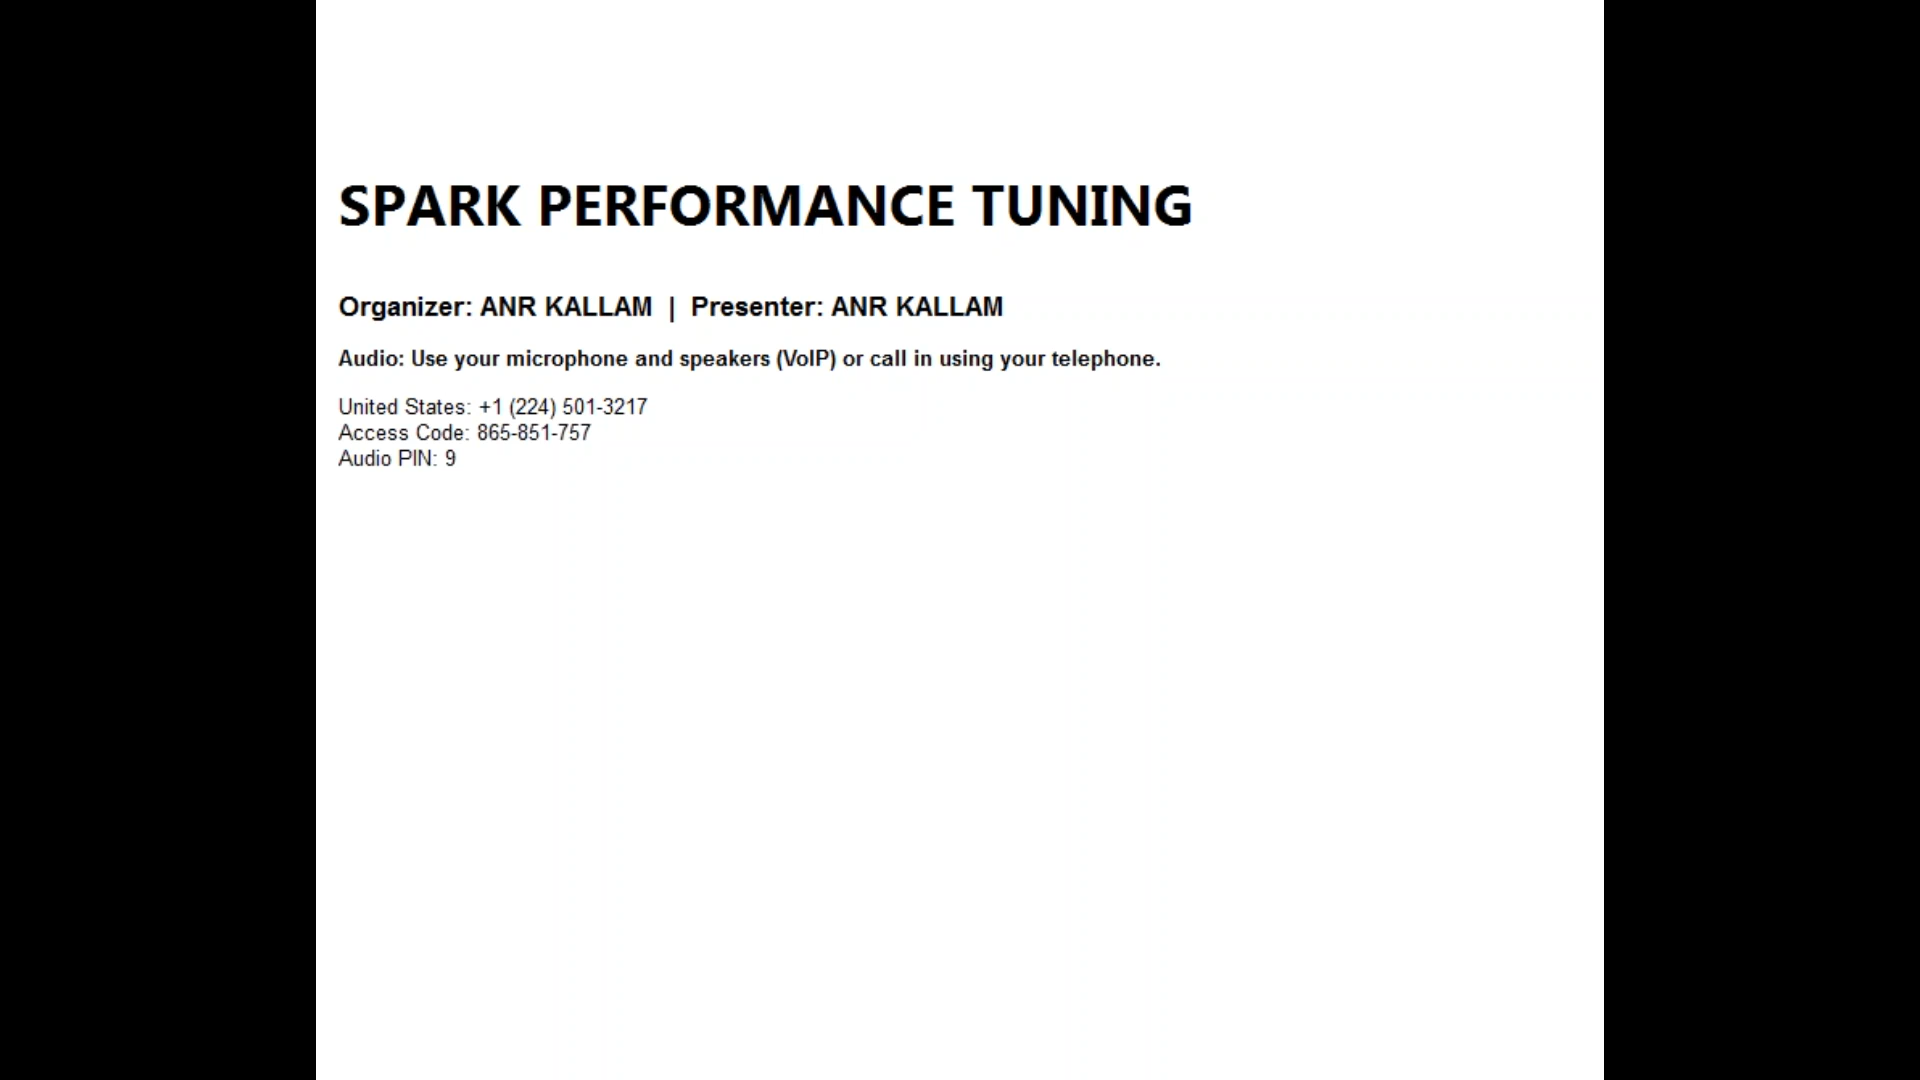 SPARK PERFORMANCE TUNING
Organizer: ANR KALLAM | Presenter: ANR KALLAM
Audio: Use your microphone and speakers (VoIP) or call in using your telephone.
United States: +1 (224) 501-3217
Access Code: 865-851-757
Audio PIN: 9